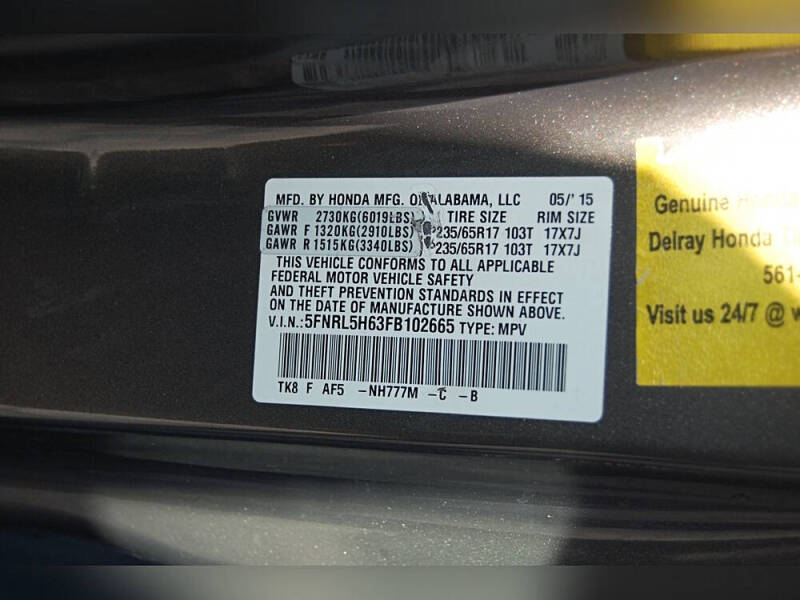 MFD. BY HONDA MFG. OF ALABAMA, LLC 05/'15
GVWR 2730KG(6019LBS) TIRE SIZE RIM SIZE
GAWR F 1320KG(2910LBS) P235/65R17 103T 17X7J
GAWR R 1515KG(3340LBS) P235/65R17 103T 17X7J
THIS VEHICLE CONFORMS TO ALL APPLICABLE
FEDERAL MOTOR VEHICLE SAFETY
AND THEFT PREVENTION STANDARDS IN EFFECT
ON THE DATE OF MANUFACTURE SHOWN ABOVE.
V.I.N.:5FNRL5H63FB102665 TYPE: MPV
TK8 F AF5 -NH777M -C -B
Genuine Honda
Delray Honda
561-
Visit us 24/7 @